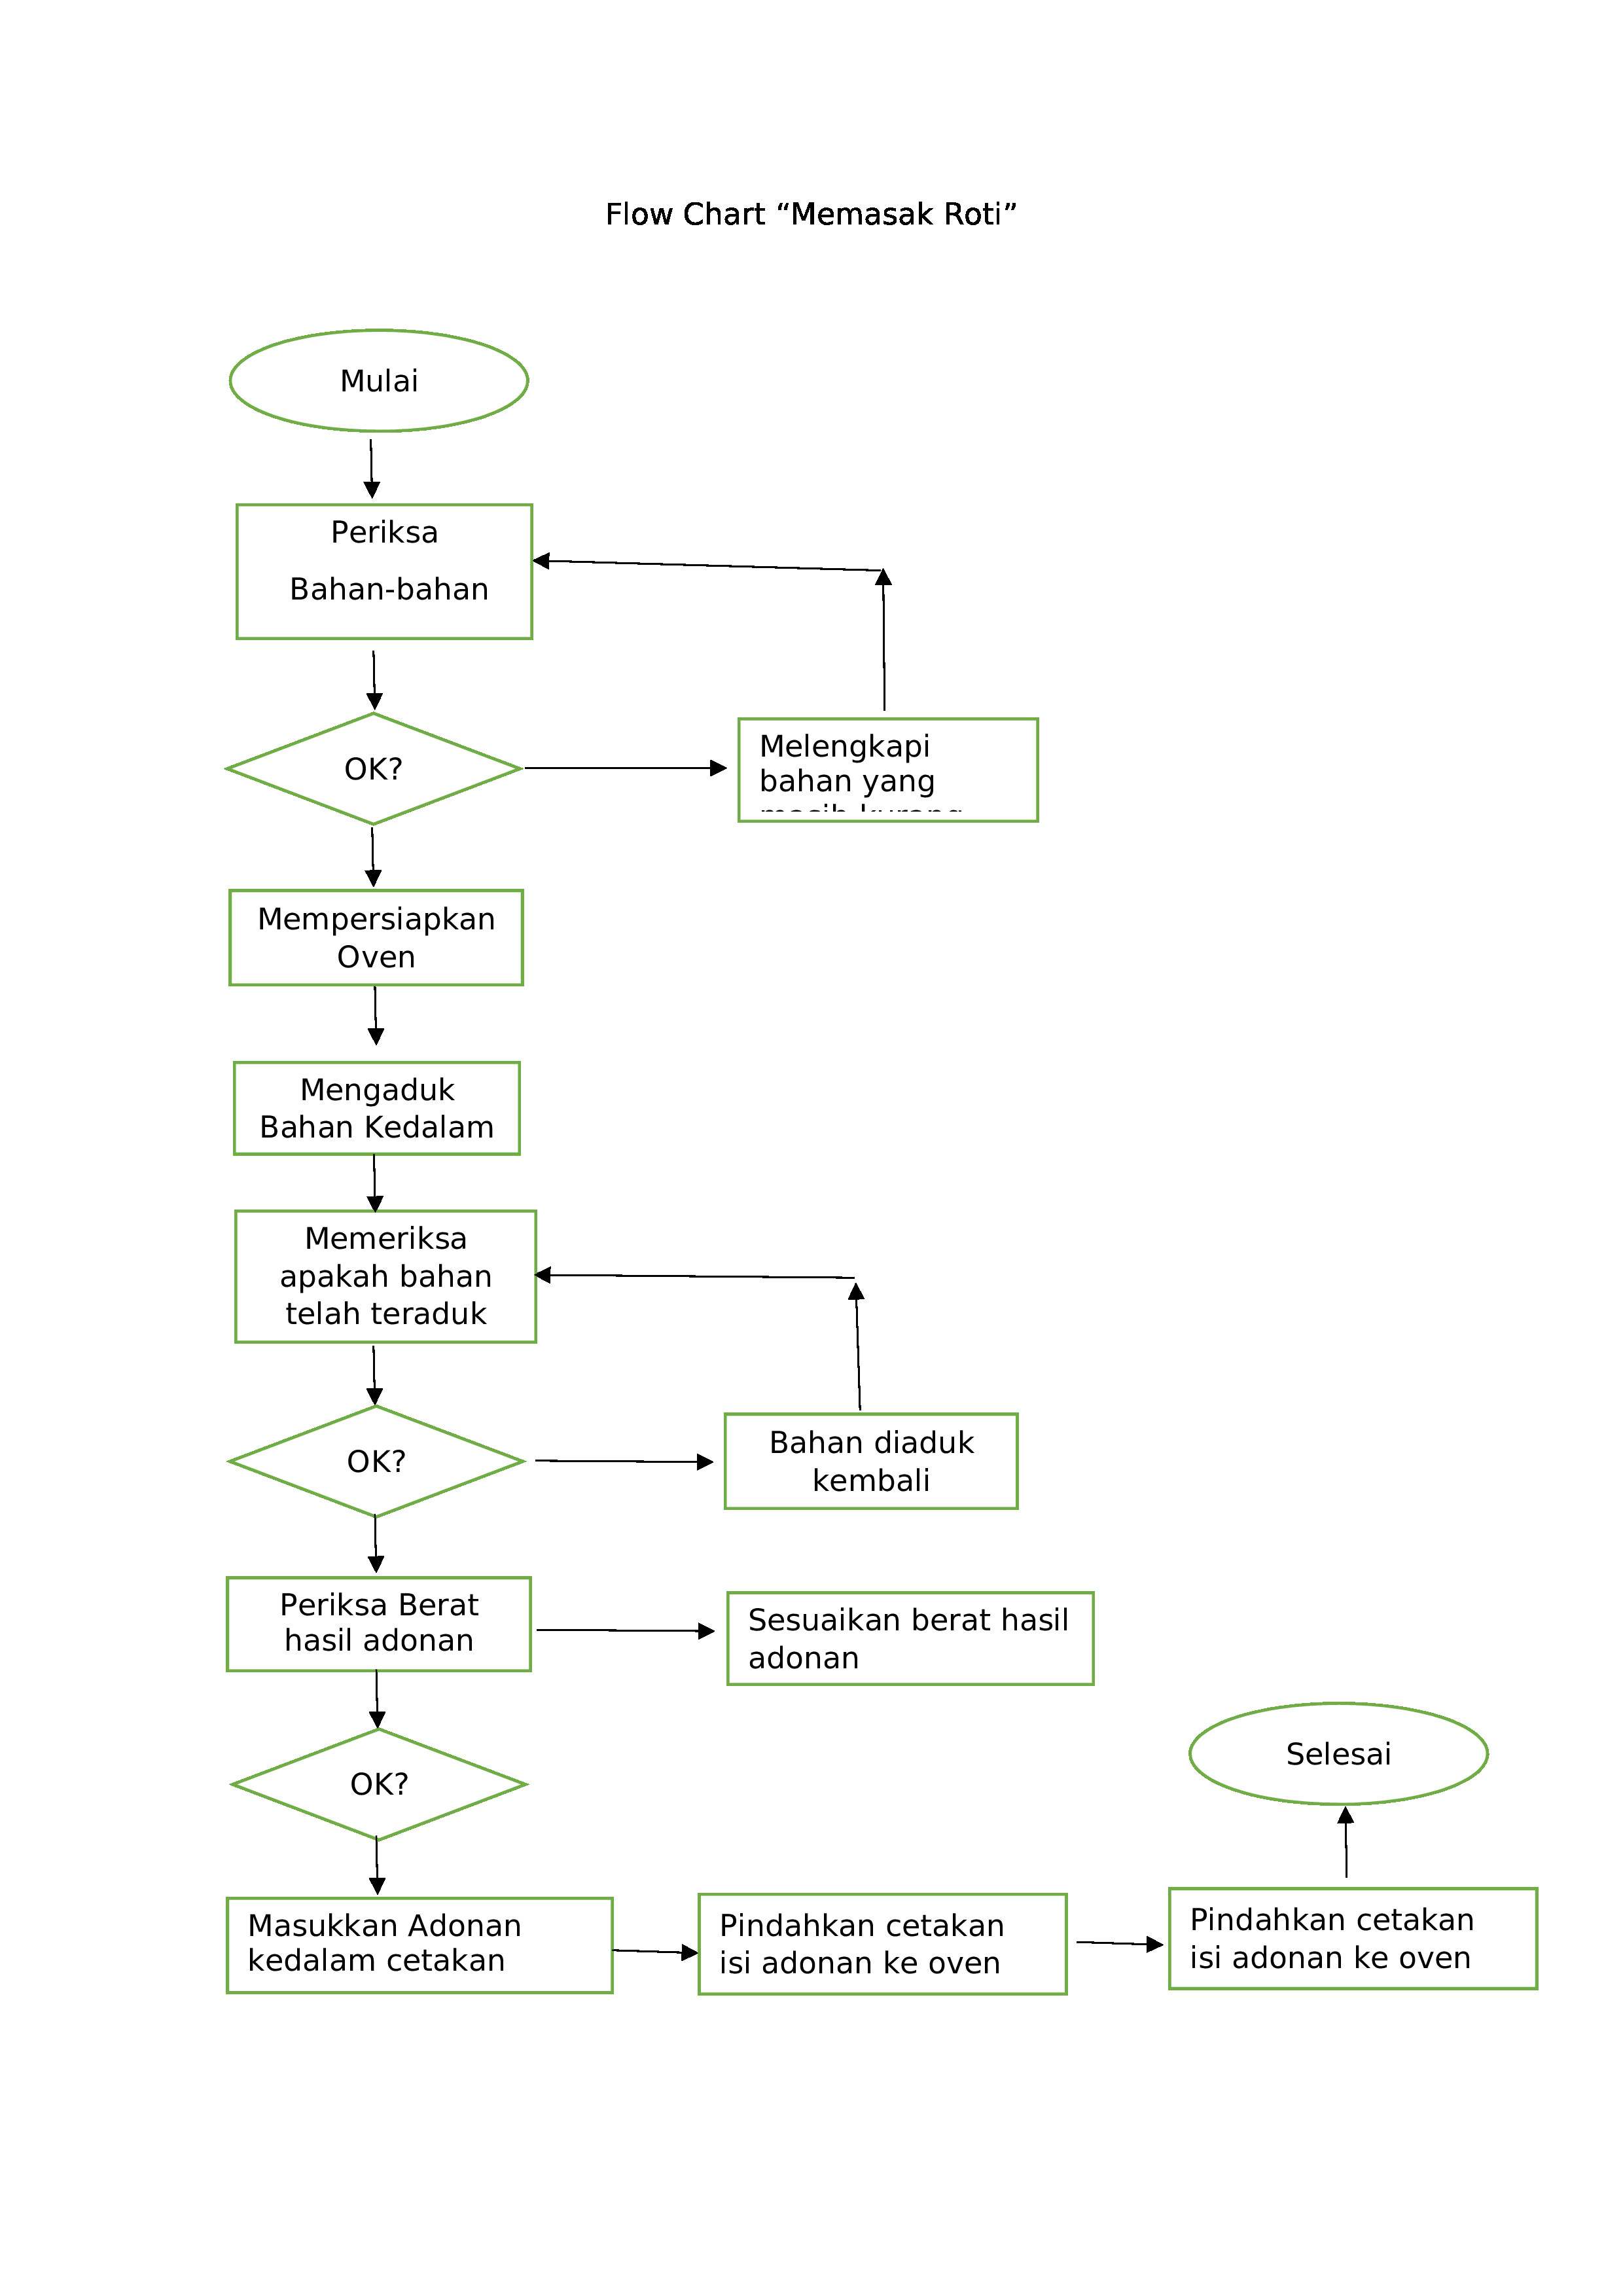 Flow Chart “Memasak Roti”
Mulai
Periksa
Bahan-bahan
OK?
Melengkapi
bahan yang
masih kurang
Mempersiapkan
Oven
Mengaduk
Bahan Kedalam
Memeriksa
apakah bahan
telah teraduk
OK?
Bahan diaduk
kembali
Periksa Berat
hasil adonan
Sesuaikan berat hasil
adonan
OK?
Selesai
Masukkan Adonan
kedalam cetakan
Pindahkan cetakan
isi adonan ke oven
Pindahkan cetakan
isi adonan ke oven